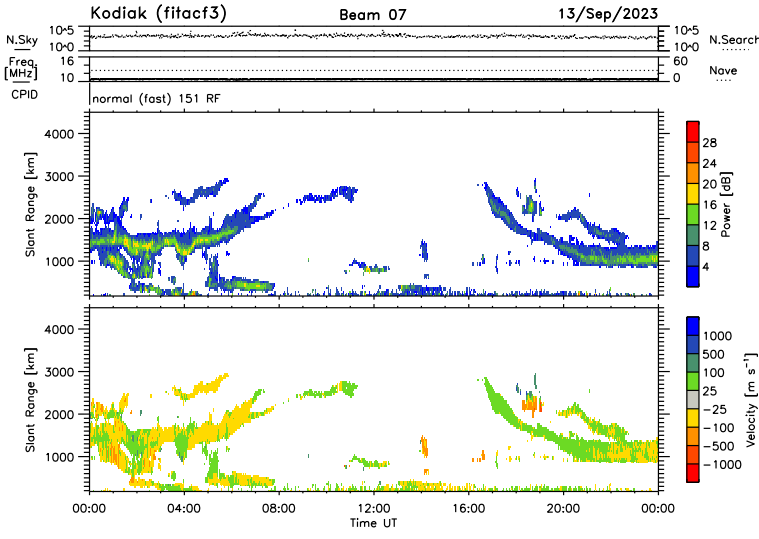 Kodiak (fitacf3) Beam 07 13/Sep/2023
N.Sky 10^5 10^0 10^5 10^0 N.Search
Freq. [MHz] 16 10 60 0 Nave
CPID normal (fast) 151 RF
Slant Range [km]
4000
3000
2000
1000
28
24
20
16
12
8
4
Power [dB]
Slant Range [km]
4000
3000
2000
1000
1000
500
100
25
−25
−100
−500
−1000
Velocity [m s⁻¹]
00:00 04:00 08:00 12:00 16:00 20:00 00:00
Time UT